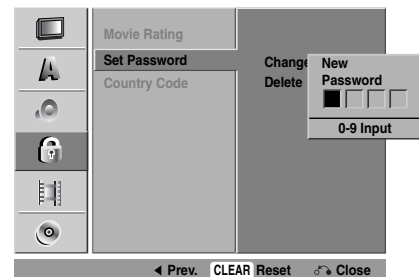 Movie Rating
Set Password
Country Code
Change
Delete
New
Password
0-9 Input
Prev. CLEAR Reset Close